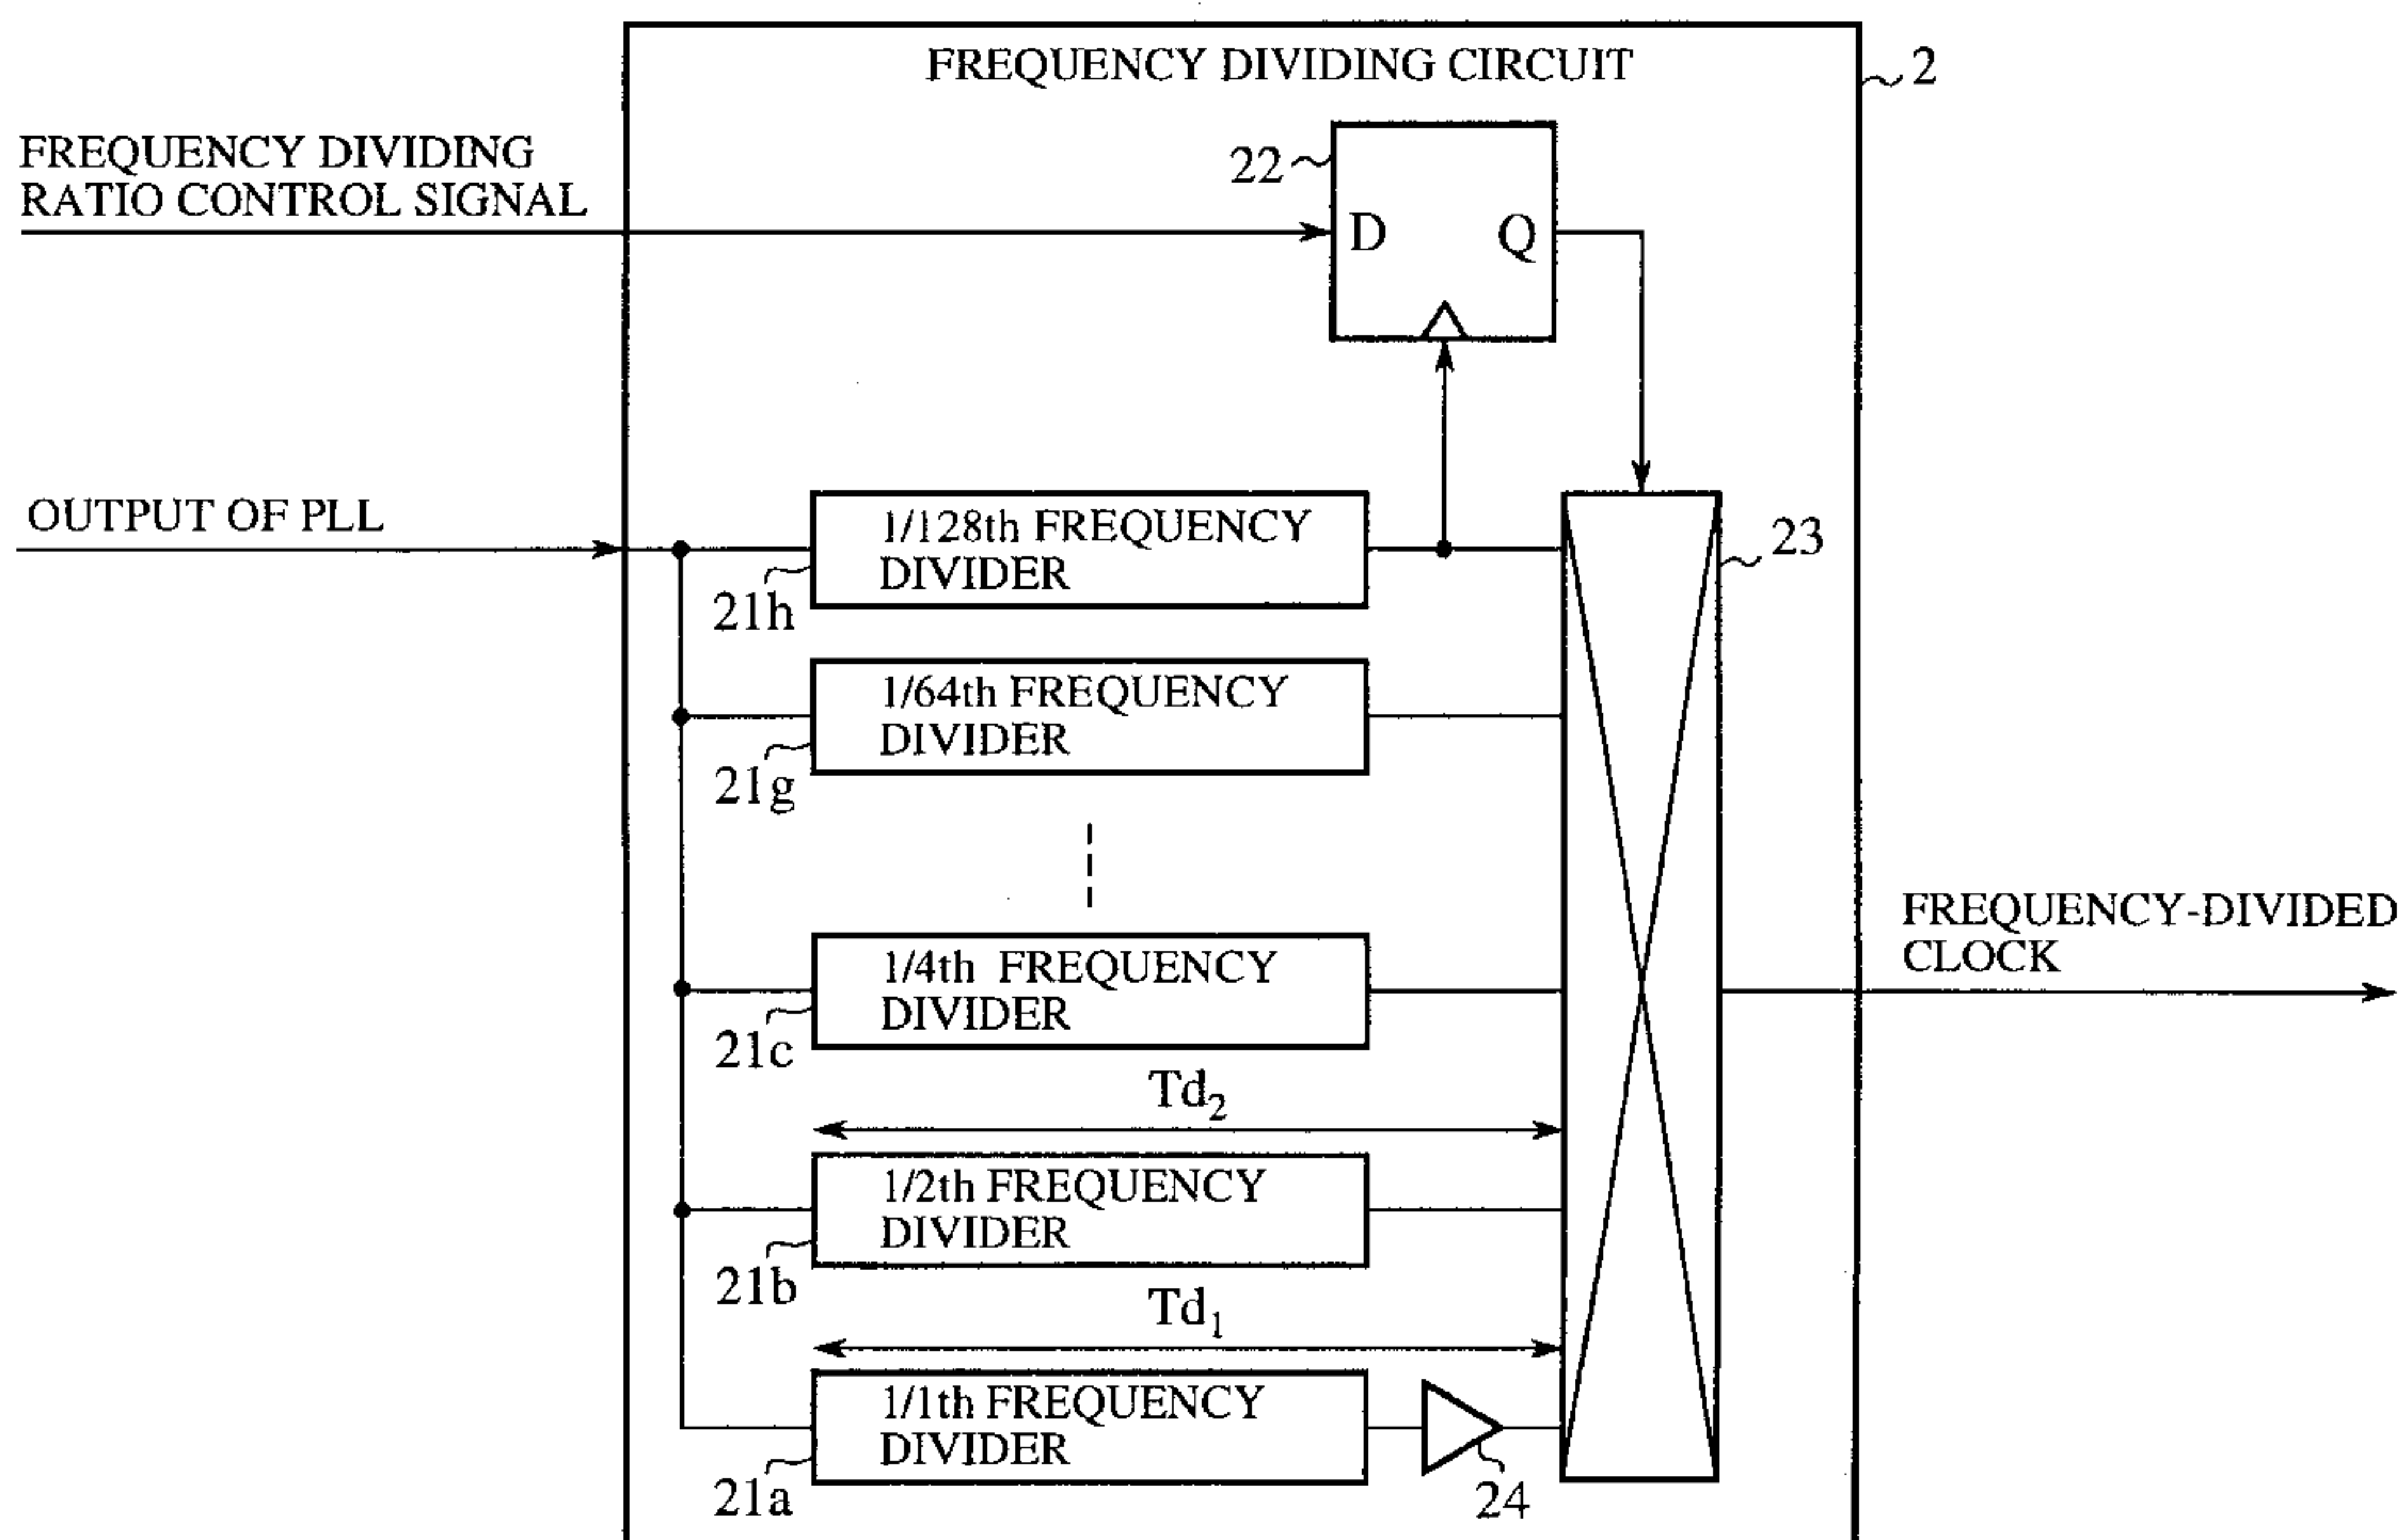 FREQUENCY DIVIDING CIRCUIT
2
FREQUENCY DIVIDING
RATIO CONTROL SIGNAL
22
D
Q
OUTPUT OF PLL
1/128th FREQUENCY
DIVIDER
21h
23
1/64th FREQUENCY
DIVIDER
21g
1/4th FREQUENCY
DIVIDER
21c
FREQUENCY-DIVIDED
CLOCK
Td2
1/2th FREQUENCY
DIVIDER
21b
Td1
1/1th FREQUENCY
DIVIDER
21a
24